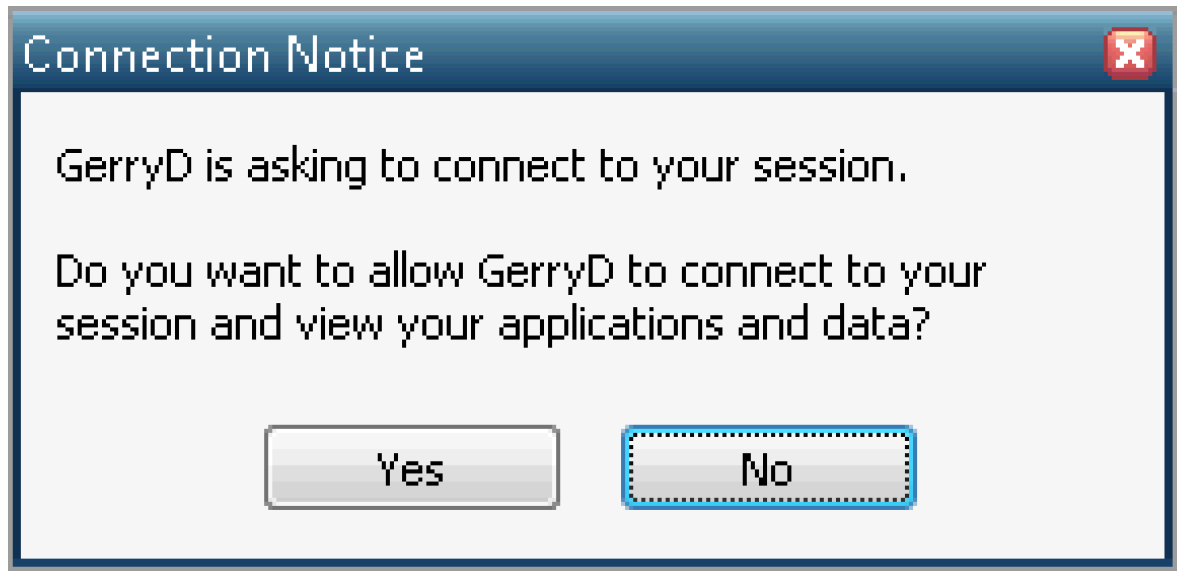 Connection Notice
GerryD is asking to connect to your session.
Do you want to allow GerryD to connect to your
session and view your applications and data?
Yes
No